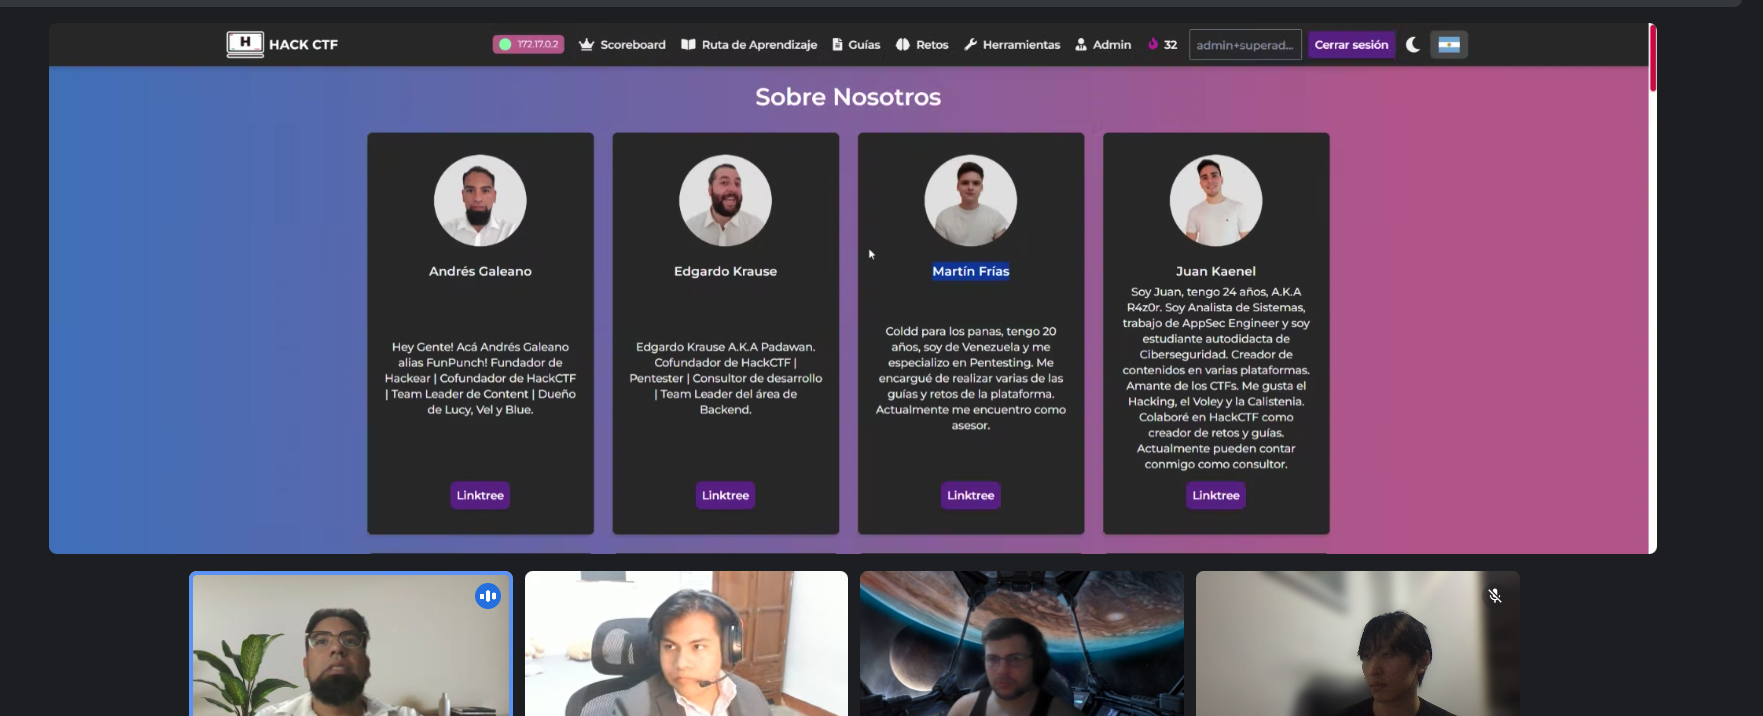 H HACK CTF
172.17.0.2
Scoreboard
Ruta de Aprendizaje
Guías
Retos
Herramientas
Admin
32
admin+superad...
Cerrar sesión
Sobre Nosotros
Andrés Galeano
Hey Gente! Acá Andrés Galeano
alias FunPunch! Fundador de
Hackear | Cofundador de HackCTF
| Team Leader de Content | Dueño
de Lucy, Vel y Blue.
Linktree
Edgardo Krause
Edgardo Krause A.K.A Padawan.
Cofundador de HackCTF |
Pentester | Consultor de desarrollo
| Team Leader del área de
Backend.
Linktree
Martín Frías
Coldd para los panas, tengo 20
años, soy de Venezuela y me
especializo en Pentesting. Me
encargué de realizar varias de las
guías y retos de la plataforma.
Actualmente me encuentro como
asesor.
Linktree
Juan Kaenel
Soy Juan, tengo 24 años, A.K.A
R4z0r. Soy Analista de Sistemas,
trabajo de AppSec Engineer y soy
estudiante autodidacta de
Ciberseguridad. Creador de
contenidos en varias plataformas.
Amante de los CTFs. Me gusta el
Hacking, el Voley y la Calistenia.
Colaboré en HackCTF como
creador de retos y guías.
Actualmente pueden contar
conmigo como consultor.
Linktree